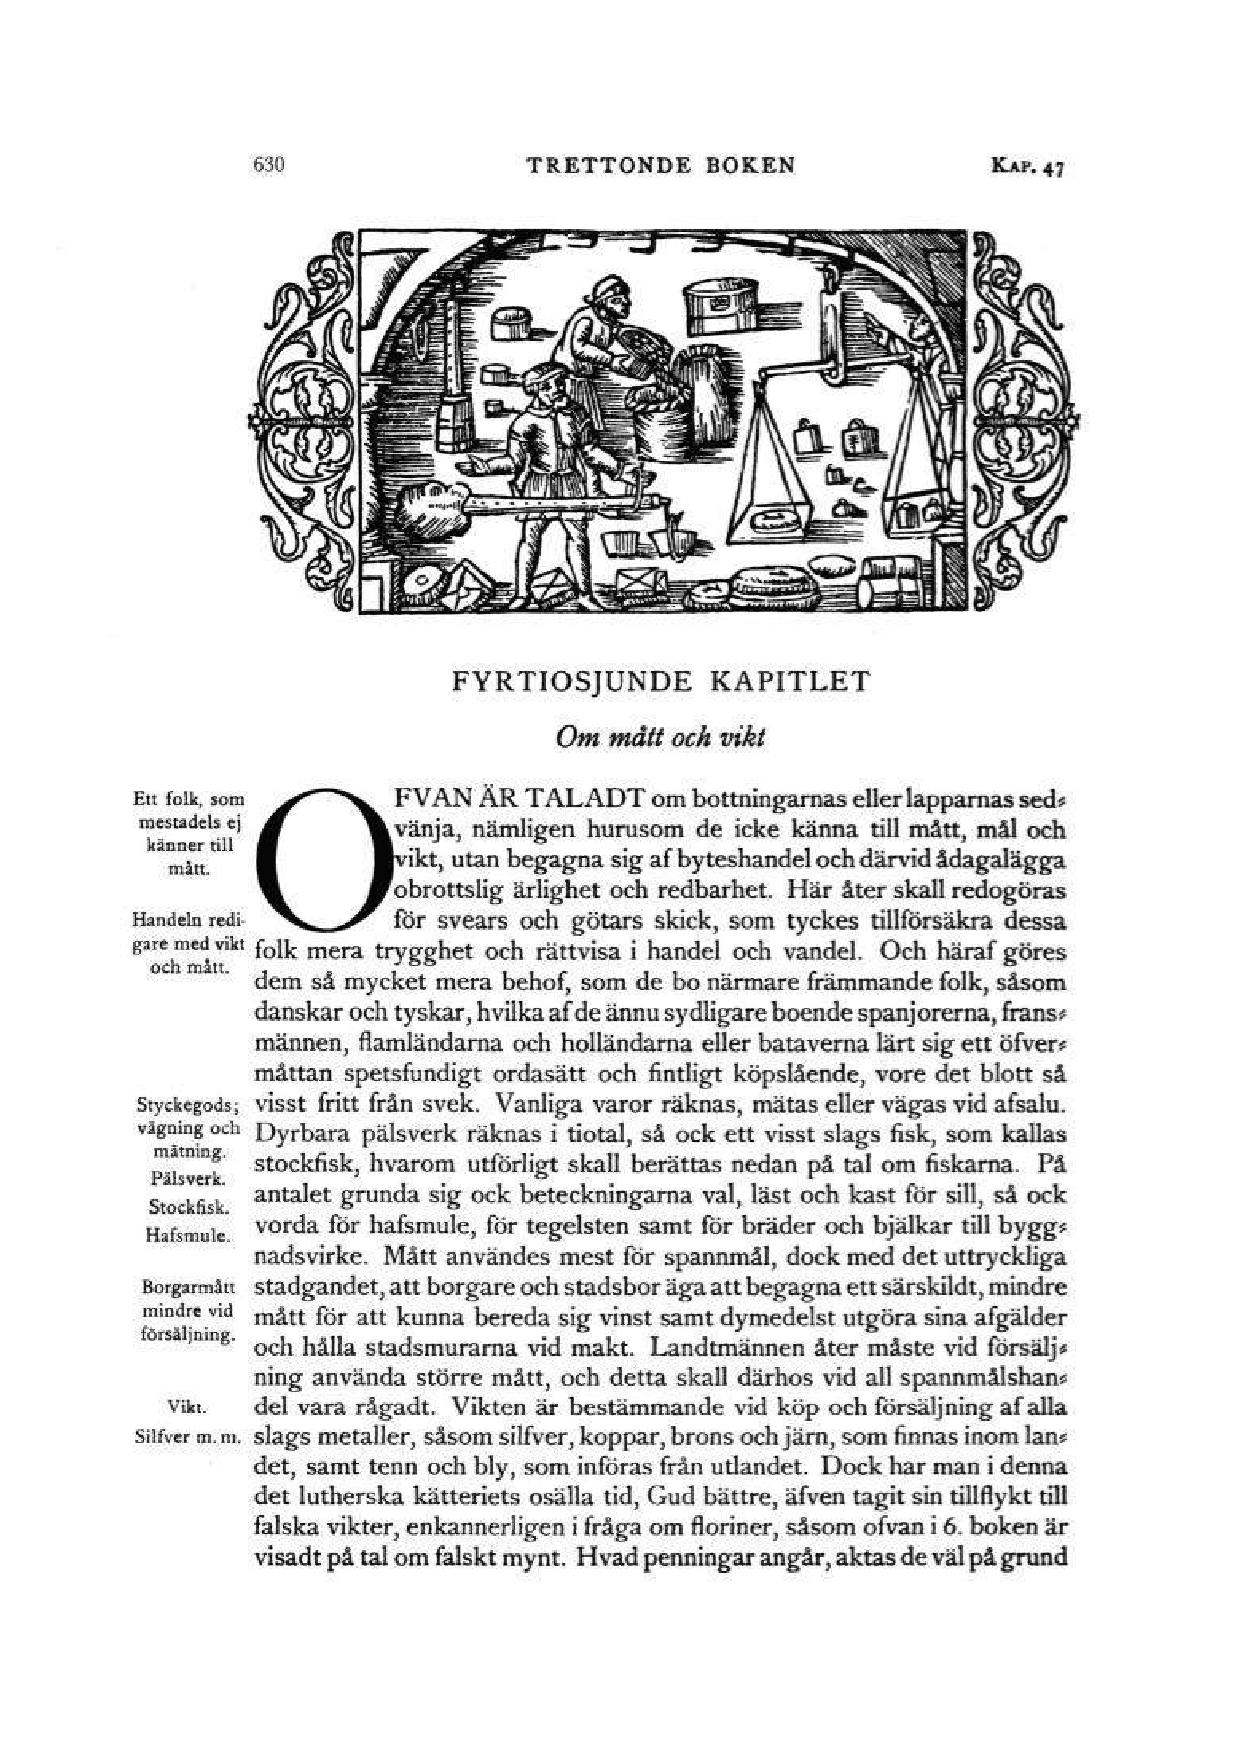 630 TRETTONDE BOKEN KAP. 47
FYRTIOSJUNDE KAPITLET
Om mått och vikt
Ett folk, som
mestadels ej
känner till
mått.
Handeln redi-
gare med vikt
och mått.
Styckegods;
vägning och
mätning.
Pälsverk.
Stockfisk.
Hafsmule.
Borgarmått
mindre vid
försäljning.
Vikt.
Silfver m. m.
OFVAN ÄR TALADT om bottningarnas eller lapparnas sed-
vänja, nämligen hurusom de icke känna till mått, mål och
vikt, utan begagna sig af byteshandel och därvid ådagalägga
obrottslig ärlighet och redbarhet. Här åter skall redogöras
för svears och götars skick, som tyckes tillförsäkra dessa
folk mera trygghet och rättvisa i handel och vandel. Och häraf göres
dem så mycket mera behof, som de bo närmare främmande folk, såsom
danskar och tyskar, hvilka af de ännu sydligare boende spanjorerna, frans-
männen, flamländarna och holländarna eller bataverna lärt sig ett öfver-
måttan spetsfundigt ordasätt och fintligt köpslående, vore det blott så
visst fritt från svek. Vanliga varor räknas, mätas eller vägas vid afsalu.
Dyrbara pälsverk räknas i tiotal, så ock ett visst slags fisk, som kallas
stockfisk, hvarom utförligt skall berättas nedan på tal om fiskarna. På
antalet grunda sig ock beteckningarna val, läst och kast för sill, så ock
vorda för hafsmule, för tegelsten samt för bräder och bjälkar till bygg-
nadsvirke. Mått användes mest för spannmål, dock med det uttryckliga
stadgandet, att borgare och stadsbor äga att begagna ett särskildt, mindre
mått för att kunna bereda sig vinst samt dymedelst utgöra sina afgälder
och hålla stadsmurarna vid makt. Landtmännen åter måste vid försälj-
ning använda större mått, och detta skall därhos vid all spannmålshan-
del vara rågadt. Vikten är bestämmande vid köp och försäljning af alla
slags metaller, såsom silfver, koppar, brons och järn, som finnas inom lan-
det, samt tenn och bly, som införas från utlandet. Dock har man i denna
det lutherska kätteriets osälla tid, Gud bättre, äfven tagit sin tillflykt till
falska vikter, enkannerligen i fråga om floriner, såsom ofvan i 6. boken är
visadt på tal om falskt mynt. Hvad penningar angår, aktas de väl på grund